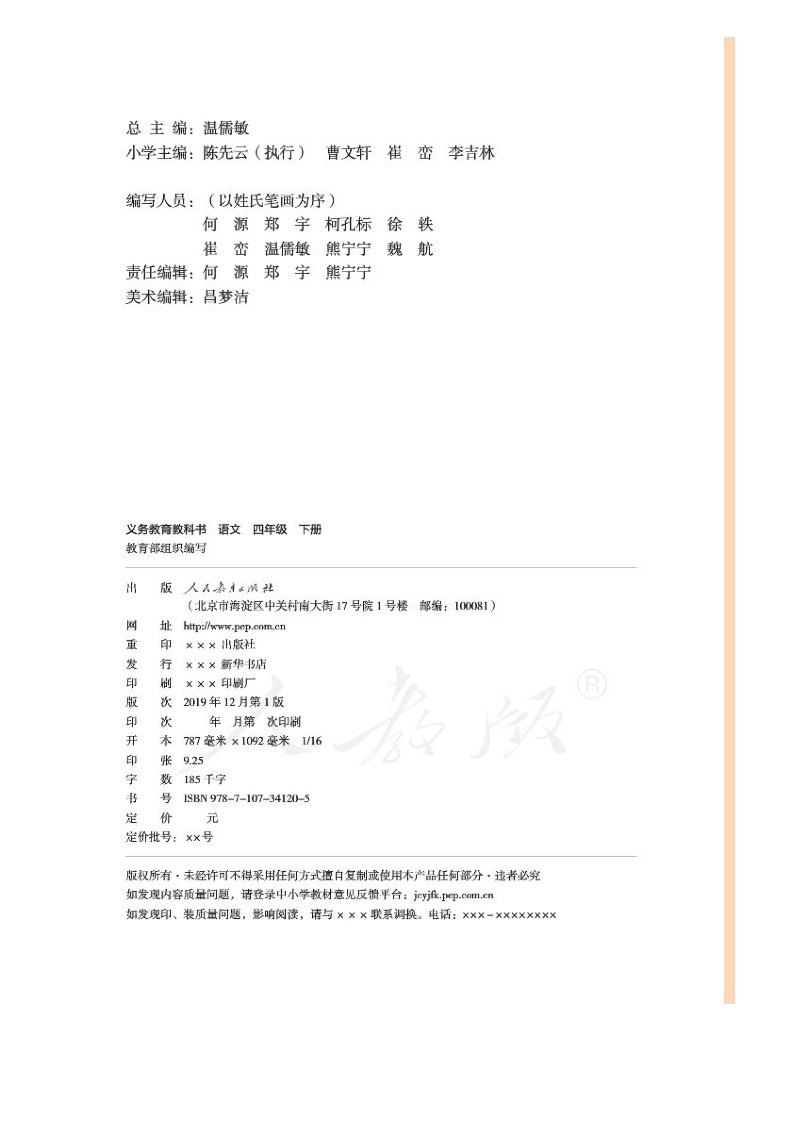 总 主 编：温儒敏
小学主编：陈先云（执行） 曹文轩 崔 峦 李吉林
编写人员：（以姓氏笔画为序）
何 源 郑 宇 柯孔标 徐 轶
崔 峦 温儒敏 熊宁宁 魏 航
责任编辑：何 源 郑 宇 熊宁宁
美术编辑：吕梦洁
义务教育教科书 语文 四年级 下册
教育部组织编写
出 版 人民教育出版社
（北京市海淀区中关村南大街 17 号院 1 号楼 邮编：100081）
网 址 http://www.pep.com.cn
重 印 ××× 出版社
发 行 ××× 新华书店
印 刷 ××× 印刷厂
版 次 2019 年 12 月第 1 版
印 次 年 月第 次印刷
开 本 787 毫米 ×1092 毫米 1/16
印 张 9.25
字 数 185 千字
书 号 ISBN 978-7-107-34120-5
定 价 元
定价批号：××号
版权所有·未经许可不得采用任何方式擅自复制或使用本产品任何部分·违者必究
如发现内容质量问题，请登录中小学教材意见反馈平台：jcyjfk.pep.com.cn
如发现印、装质量问题，影响阅读，请与 ××× 联系调换。电话：×××-××××××××
人教版®